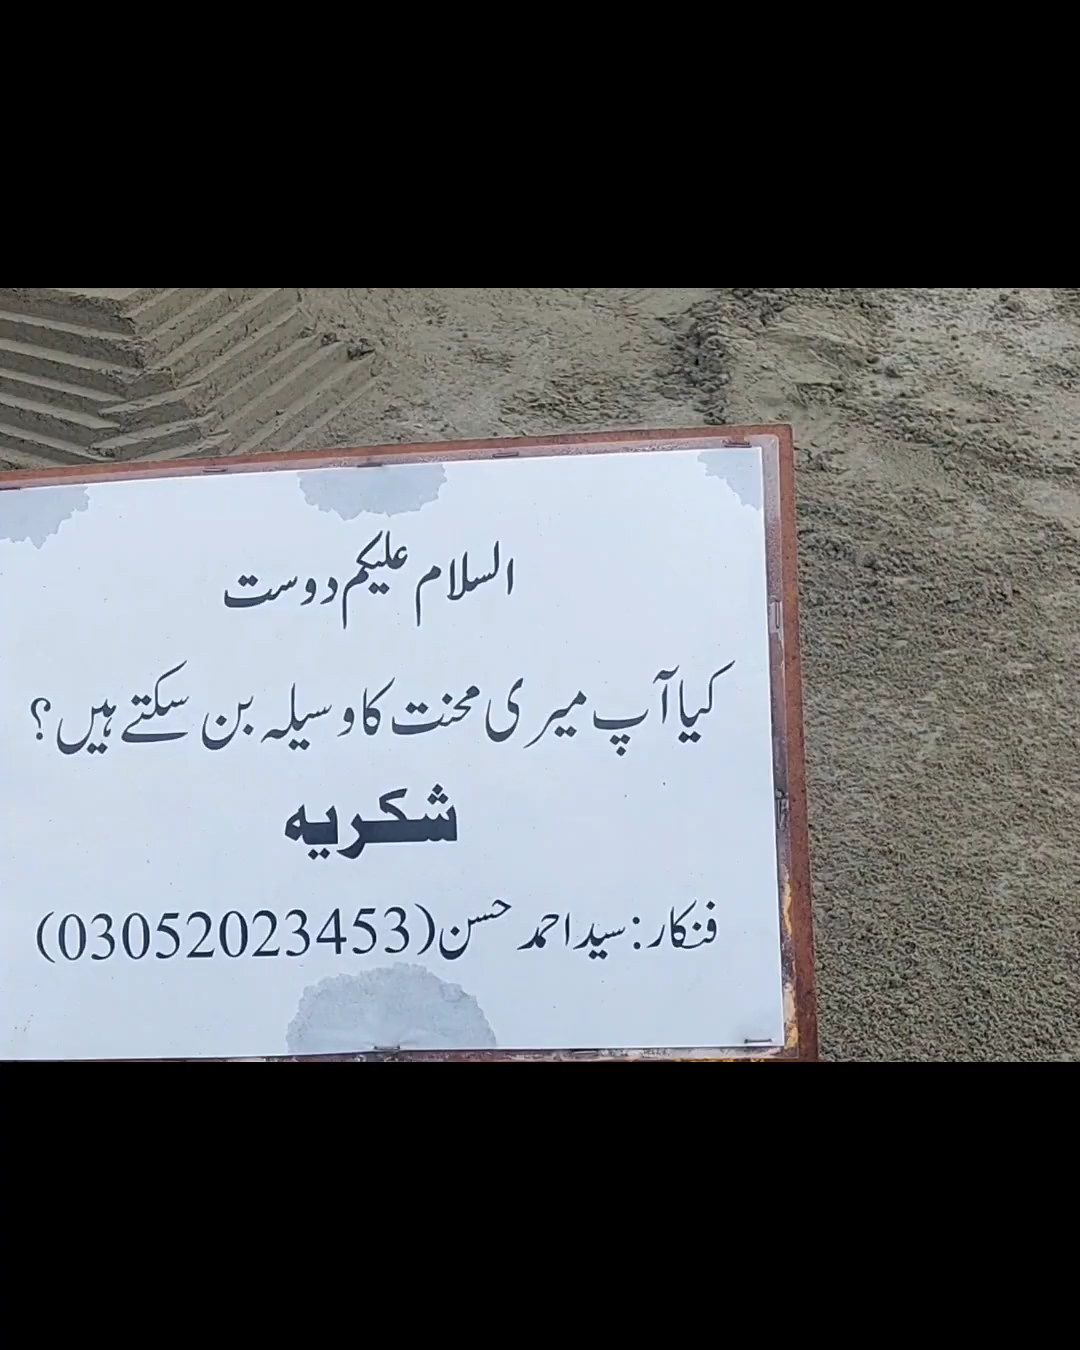 السلام علیکم دوست
کیا آپ میری محنت کا وسیلہ بن سکتے ہیں؟
شکریہ
فنکار: سید احمد حسن (03052023453)